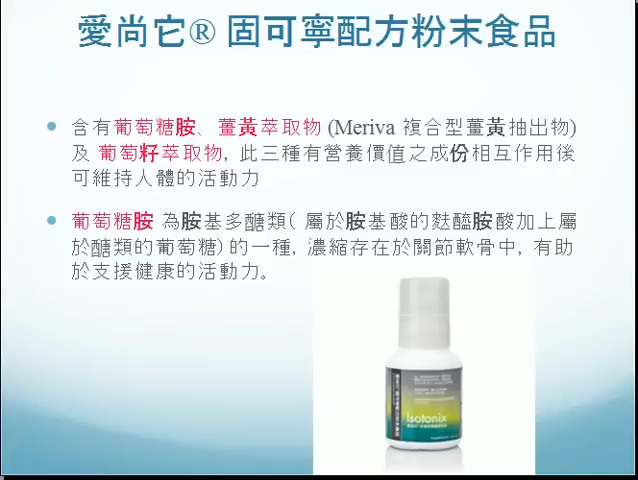 愛尚它® 固可寧配方粉末食品
含有葡萄糖胺、薑黃萃取物 (Meriva 複合型薑黃抽出物)
及 葡萄籽萃取物, 此三種有營養價值之成份相互作用後
可維持人體的活動力
葡萄糖胺 為胺基多醣類( 屬於胺基酸的麩醯胺酸加上屬
於醣類的葡萄糖) 的一種, 濃縮存在於關節軟骨中, 有助
於支援健康的活動力。
Isotonix